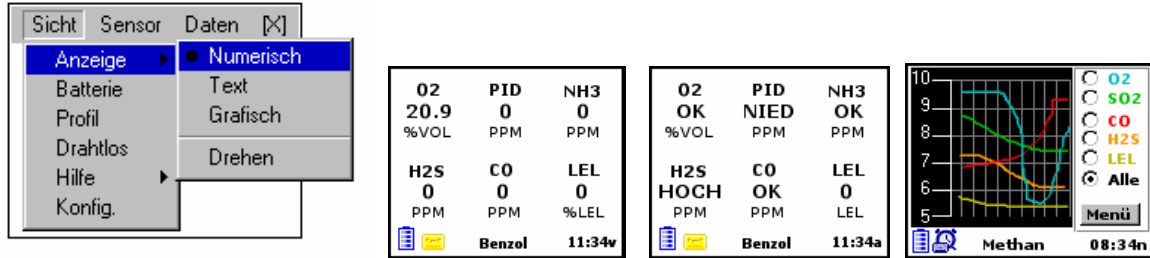 Sicht Sensor Daten [X]
Anzeige
Batterie
Profil
Drahtlos
Hilfe
Konfig.
Numerisch
Text
Grafisch
Drehen
O2 PID NH3
20.9 0 0
%VOL PPM PPM
H2S CO LEL
0 0 0
PPM PPM %LEL
Benzol 11:34v
O2 PID NH3
OK NIED OK
%VOL PPM PPM
H2S CO LEL
HOCH OK 0
PPM PPM LEL
Benzol 11:34a
10
9
8
7
6
5
O2
SO2
CO
H2S
LEL
Alle
Menü
Methan 08:34n